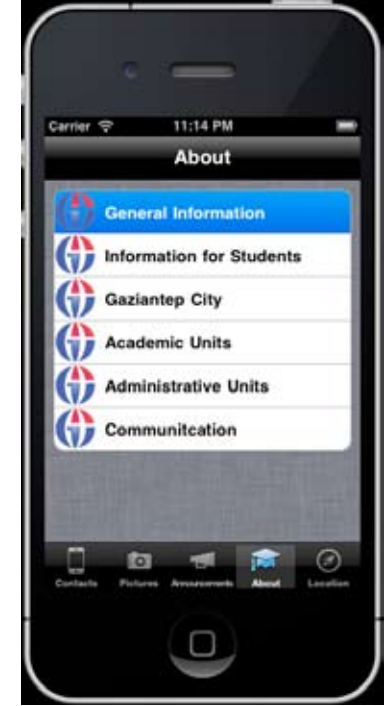 Carrier 11:14 PM
About
General Information
Information for Students
Gaziantep City
Academic Units
Administrative Units
Communitcation
Contacts Pictures Announcements About Location